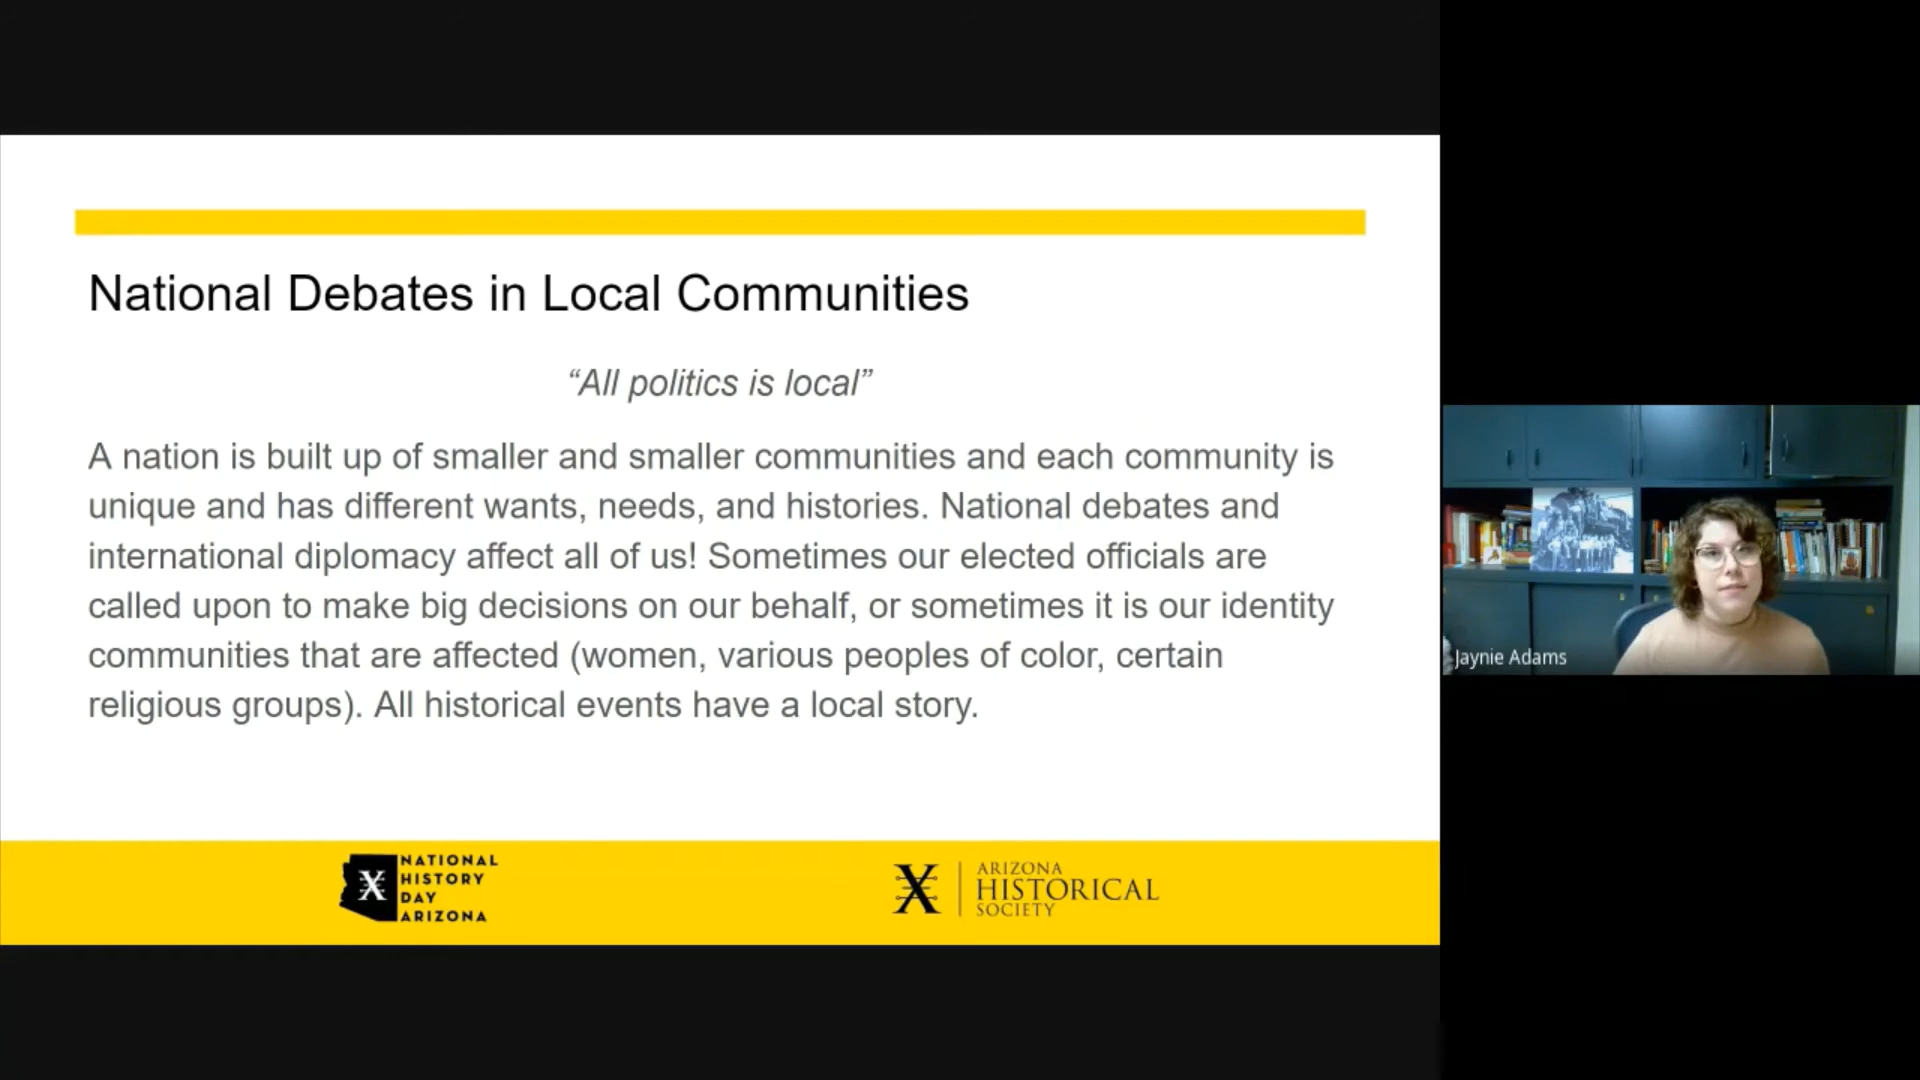 National Debates in Local Communities
“All politics is local”
A nation is built up of smaller and smaller communities and each community is
unique and has different wants, needs, and histories. National debates and
international diplomacy affect all of us! Sometimes our elected officials are
called upon to make big decisions on our behalf, or sometimes it is our identity
communities that are affected (women, various peoples of color, certain
religious groups). All historical events have a local story.
NATIONAL
HISTORY
DAY
ARIZONA
ARIZONA
HISTORICAL
SOCIETY
Jaynie Adams